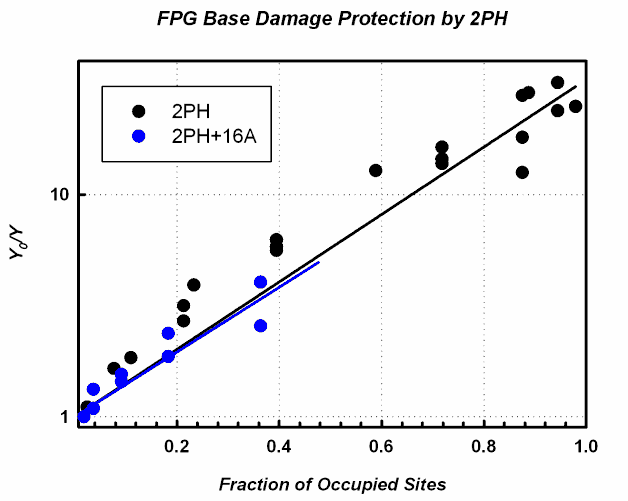 FPG Base Damage Protection by 2PH
2PH
2PH+16A
10
1
Y0/Y
0.2 0.4 0.6 0.8 1.0
Fraction of Occupied Sites